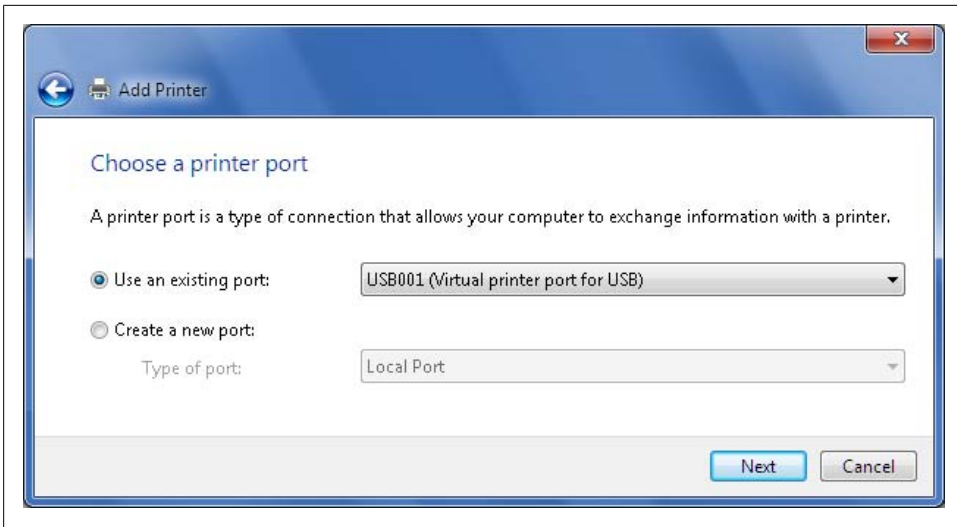 Add Printer
Choose a printer port
A printer port is a type of connection that allows your computer to exchange information with a printer.
Use an existing port: USB001 (Virtual printer port for USB)
Create a new port:
Type of port: Local Port
Next Cancel